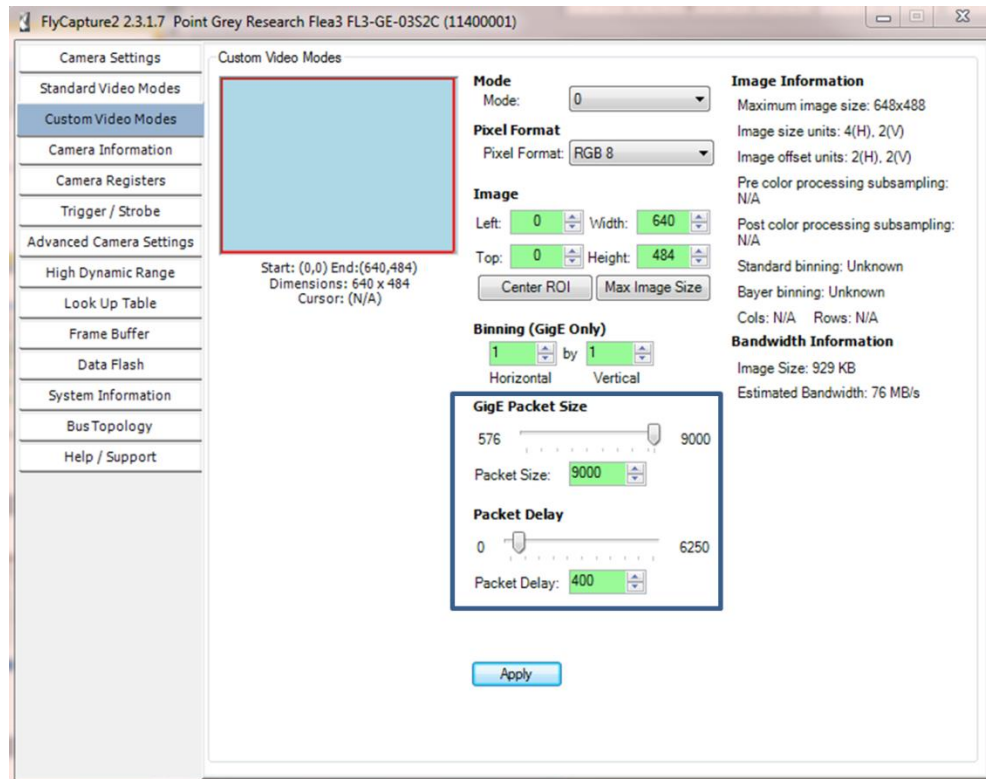 FlyCapture2 2.3.1.7 Point Grey Research Flea3 FL3-GE-03S2C (11400001)
Camera Settings
Standard Video Modes
Custom Video Modes
Camera Information
Camera Registers
Trigger / Strobe
Advanced Camera Settings
High Dynamic Range
Look Up Table
Frame Buffer
Data Flash
System Information
Bus Topology
Help / Support
Custom Video Modes
Start: (0,0) End:(640,484)
Dimensions: 640 x 484
Cursor: (N/A)
Mode
Mode: 0
Pixel Format
Pixel Format: RGB 8
Image
Left: 0 Width: 640
Top: 0 Height: 484
Center ROI Max Image Size
Binning (GigE Only)
1 by 1
Horizontal Vertical
GigE Packet Size
576 9000
Packet Size: 9000
Packet Delay
0 6250
Packet Delay: 400
Apply
Image Information
Maximum image size: 648x488
Image size units: 4(H), 2(V)
Image offset units: 2(H), 2(V)
Pre color processing subsampling:
N/A
Post color processing subsampling:
N/A
Standard binning: Unknown
Bayer binning: Unknown
Cols: N/A Rows: N/A
Bandwidth Information
Image Size: 929 KB
Estimated Bandwidth: 76 MB/s